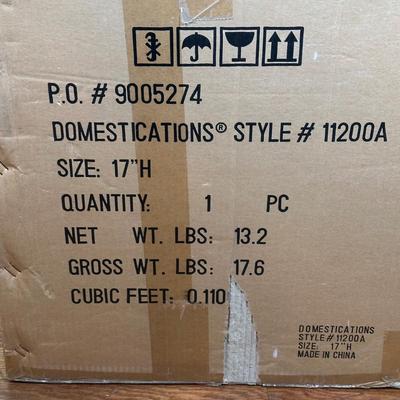 P.O. # 9005274
DOMESTICATIONS® STYLE # 11200A
SIZE: 17"H
QUANTITY: 1 PC
NET WT. LBS: 13.2
GROSS WT. LBS: 17.6
CUBIC FEET: 0.110
DOMESTICATIONS
STYLE# 11200A
SIZE: 17"H
MADE IN CHINA